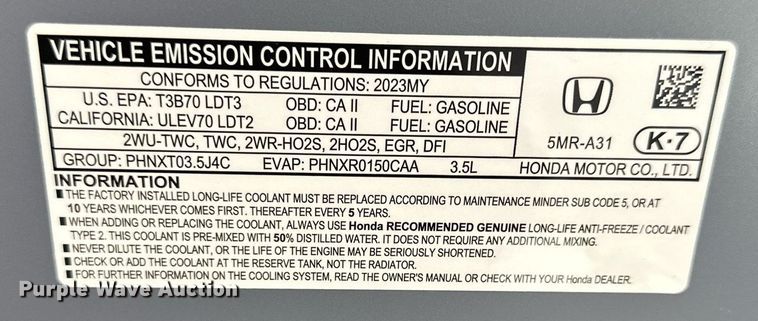 VEHICLE EMISSION CONTROL INFORMATION
CONFORMS TO REGULATIONS: 2023MY
U.S. EPA: T3B70 LDT3 OBD: CA II FUEL: GASOLINE
CALIFORNIA: ULEV70 LDT2 OBD: CA II FUEL: GASOLINE
2WU-TWC, TWC, 2WR-HO2S, 2HO2S, EGR, DFI
GROUP: PHNXT03.5J4C EVAP: PHNXR0150CAA 3.5L
5MR-A31 K·7
HONDA MOTOR CO., LTD.
INFORMATION
THE FACTORY INSTALLED LONG-LIFE COOLANT MUST BE REPLACED ACCORDING TO MAINTENANCE MINDER SUB CODE 5, OR AT
10 YEARS WHICHEVER COMES FIRST. THEREAFTER EVERY 5 YEARS.
WHEN ADDING OR REPLACING THE COOLANT, ALWAYS USE Honda RECOMMENDED GENUINE LONG-LIFE ANTI-FREEZE / COOLANT
TYPE 2. THIS COOLANT IS PRE-MIXED WITH 50% DISTILLED WATER. IT DOES NOT REQUIRE ANY ADDITIONAL MIXING.
NEVER DILUTE THE COOLANT, OR THE LIFE OF THE ENGINE MAY BE SERIOUSLY SHORTENED.
CHECK OR ADD THE COOLANT AT THE RESERVE TANK, NOT THE RADIATOR.
FOR FURTHER INFORMATION ON THE COOLING SYSTEM, READ THE OWNER'S MANUAL OR CHECK WITH YOUR Honda DEALER.
Purple Wave Auction